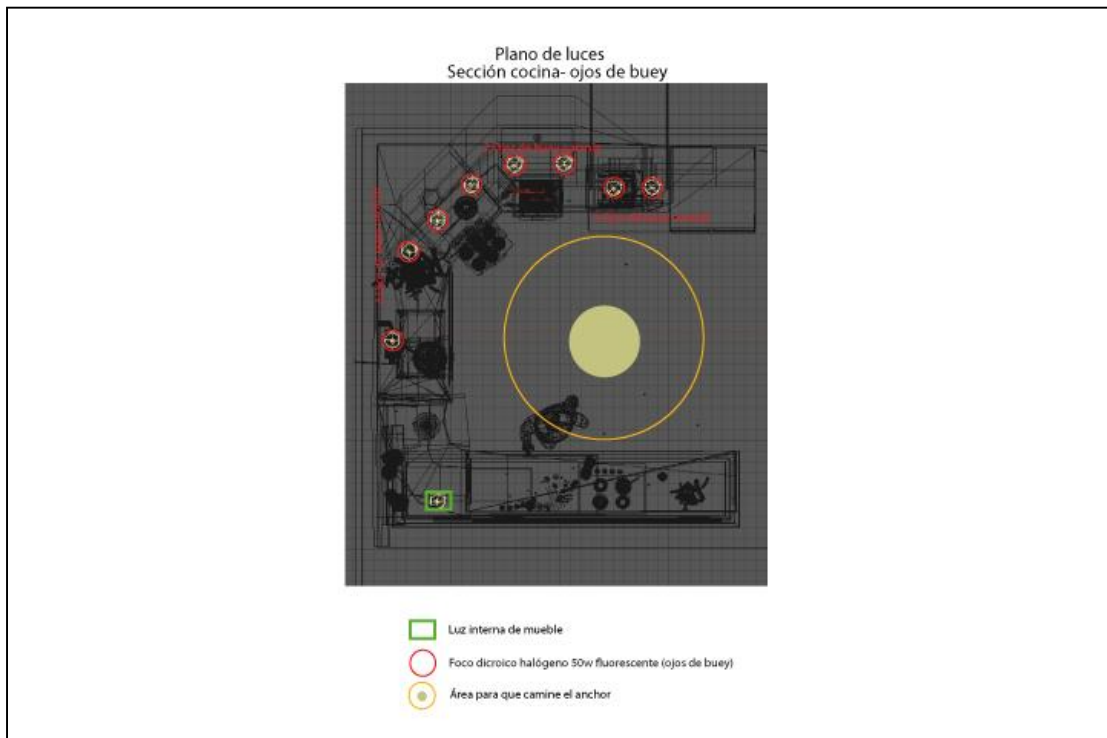 Plano de luces
Sección cocina- ojos de buey
Luz interna de mueble
Foco dicroico halógeno 50w fluorescente (ojos de buey)
Área para que camine el anchor